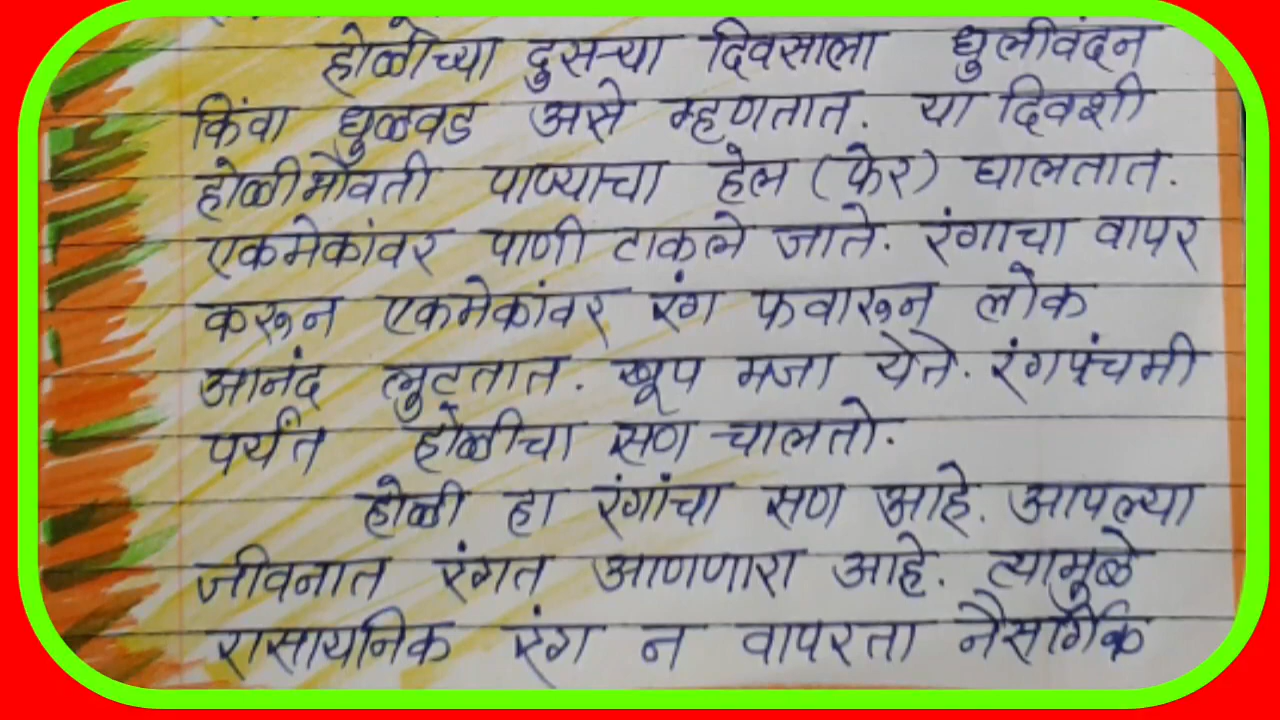 होळीच्या दुसऱ्या दिवसाला धुलीवंदन
किंवा धुळवड असे म्हणतात. या दिवशी
होळीभोवती पाण्याचा हेल (फेर) घालतात.
एकमेकांवर पाणी टाकले जाते. रंगाचा वापर
करून एकमेकांवर रंग फवारून लोक
आनंद लुटतात. खूप मजा येते. रंगपंचमी
पर्यंत होळीचा सण चालतो.
होळी हा रंगांचा सण आहे. आपल्या
जीवनात रंगत आणणारा आहे. त्यामुळे
रासायनिक रंग न वापरता नैसर्गिक